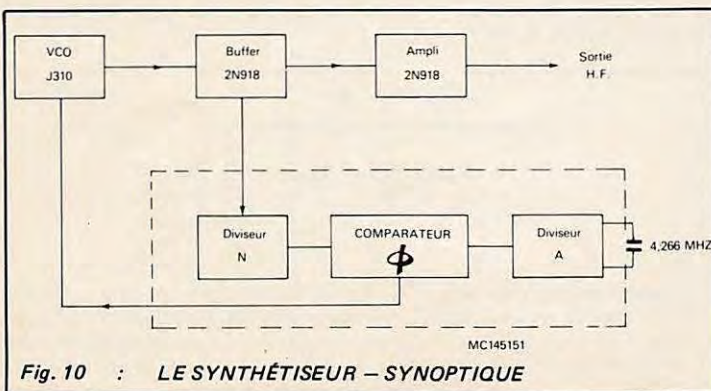 VCO
J310
Buffer
2N918
Ampli
2N918
Sortie
H.F.
Diviseur
N
COMPARATEUR
ϕ
Diviseur
A
4,266 MHZ
MC145151
Fig. 10 : LE SYNTHÉTISEUR – SYNOPTIQUE